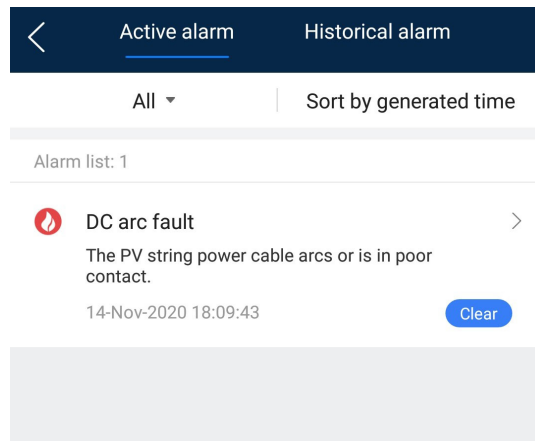 Active alarm Historical alarm
All Sort by generated time
Alarm list: 1
DC arc fault
The PV string power cable arcs or is in poor
contact.
14-Nov-2020 18:09:43 Clear